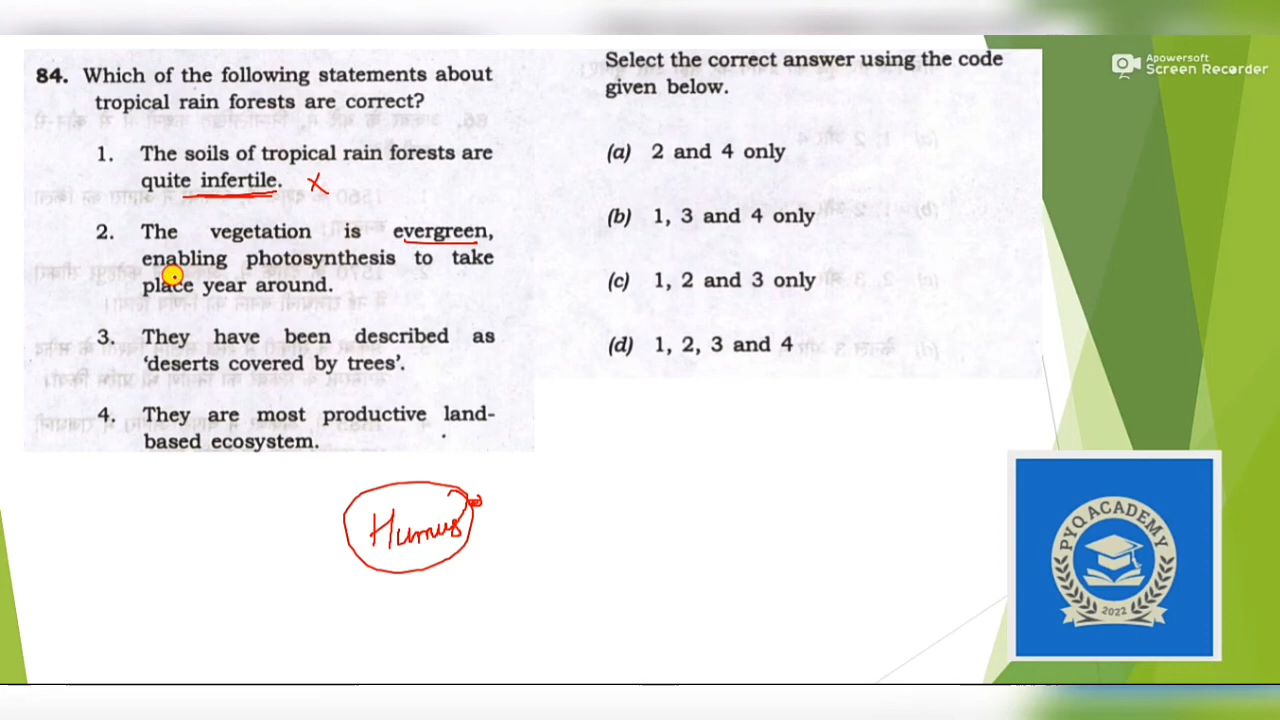 84. Which of the following statements about
tropical rain forests are correct?
1. The soils of tropical rain forests are
quite infertile. X
2. The vegetation is evergreen,
enabling photosynthesis to take
place year around.
3. They have been described as
‘deserts covered by trees’.
4. They are most productive land-
based ecosystem.
Humus
Select the correct answer using the code
given below.
(a) 2 and 4 only
(b) 1, 3 and 4 only
(c) 1, 2 and 3 only
(d) 1, 2, 3 and 4
Apowersoft
Screen Recorder
PYQ ACADEMY
2022